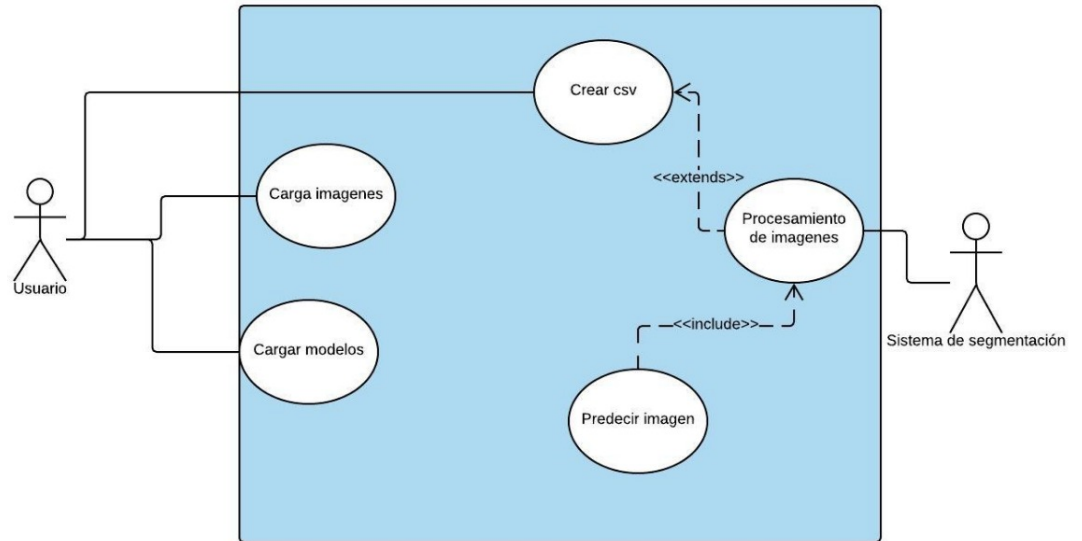 Crear csv
Carga imagenes
<<extends>>
Procesamiento
de imagenes
Usuario
<<include>>
Sistema de segmentación
Cargar modelos
Predecir imagen